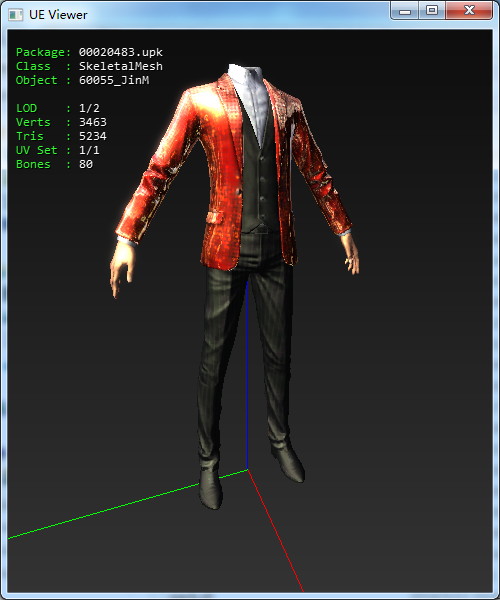 UE Viewer
Package: 00020483.upk
Class  : SkeletalMesh
Object : 60055_JinM
LOD    : 1/2
Verts  : 3463
Tris   : 5234
UV Set : 1/1
Bones  : 80